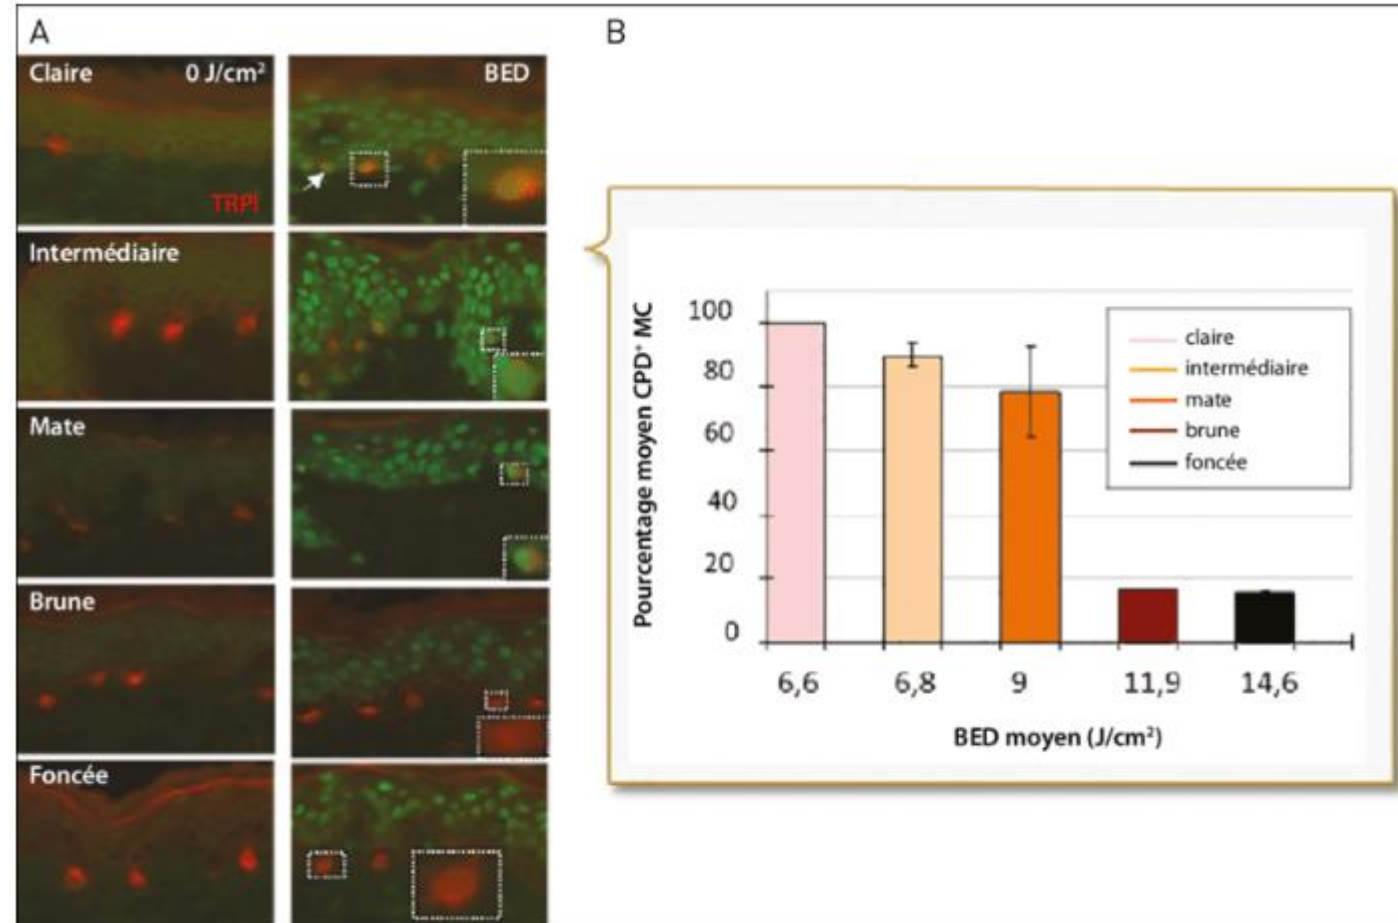 A
B
Claire 0 J/cm² BED
TRP1
Intermédiaire
Mate
Brune
Foncée
Pourcentage moyen CPD⁺ MC
100
80
60
40
20
0
claire
intermédiaire
mate
brune
foncée
6,6 6,8 9 11,9 14,6
BED moyen (J/cm²)